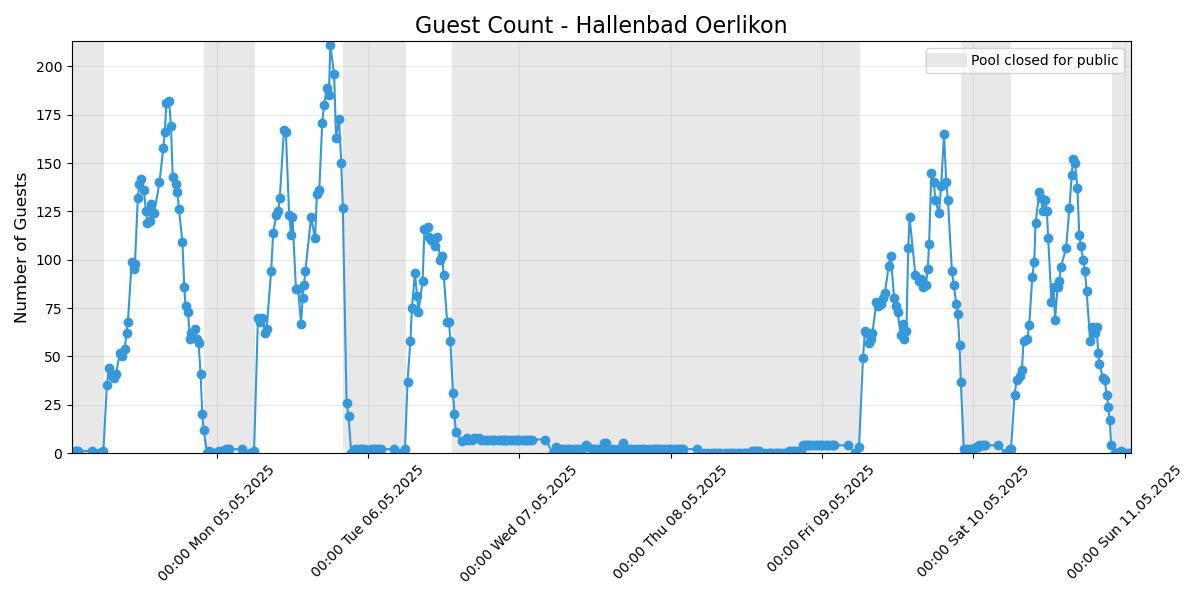 Guest Count - Hallenbad Oerlikon
Pool closed for public
Number of Guests
200
175
150
125
100
75
50
25
0
00:00 Mon 05.05.2025
00:00 Tue 06.05.2025
00:00 Wed 07.05.2025
00:00 Thu 08.05.2025
00:00 Fri 09.05.2025
00:00 Sat 10.05.2025
00:00 Sun 11.05.2025